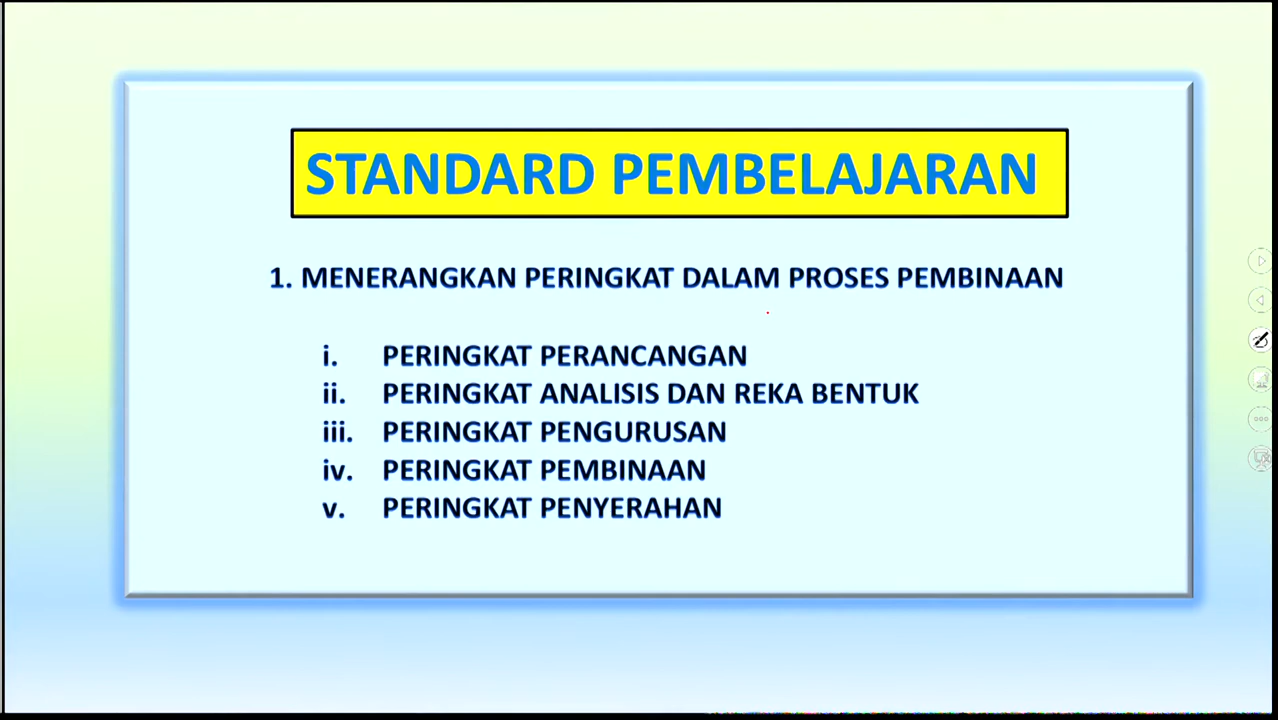 STANDARD PEMBELAJARAN
1. MENERANGKAN PERINGKAT DALAM PROSES PEMBINAAN
i. PERINGKAT PERANCANGAN
ii. PERINGKAT ANALISIS DAN REKA BENTUK
iii. PERINGKAT PENGURUSAN
iv. PERINGKAT PEMBINAAN
v. PERINGKAT PENYERAHAN